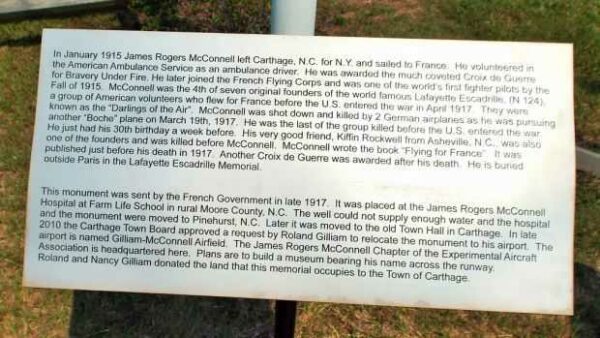 In January 1915 James Rogers McConnell left Carthage, N.C. for N.Y. and sailed to France. He volunteered in
the American Ambulance Service as an ambulance driver. He was awarded the much coveted Croix de Guerre
for Bravery Under Fire. He later joined the French Flying Corps and was one of the world's first fighter pilots by the
Fall of 1915. McConnell was the 4th of seven original founders of the world famous Lafayette Escadrille, (N 124),
a group of American volunteers who flew for France before the U.S. entered the war in April 1917. They were
known as the "Darlings of the Air". McConnell was shot down and killed by 2 German airplanes as he was pursuing
another "Boche" plane on March 19th, 1917. He was the last of the group killed before the U.S. entered the war.
He just had his 30th birthday a week before. His very good friend, Kiffin Rockwell from Asheville, N.C., was also
one of the founders and was killed before McConnell. McConnell wrote the book "Flying for France". It was
published just before his death in 1917. Another Croix de Guerre was awarded after his death. He is buried
outside Paris in the Lafayette Escadrille Memorial.
This monument was sent by the French Government in late 1917. It was placed at the James Rogers McConnell
Hospital at Farm Life School in rural Moore County, N.C. The well could not supply enough water and the hospital
and the monument were moved to Pinehurst, N.C. Later it was moved to the old Town Hall in Carthage. In late
2010 the Carthage Town Board approved a request by Roland Gilliam to relocate the monument to his airport. The
airport is named Gilliam-McConnell Airfield. The James Rogers McConnell Chapter of the Experimental Aircraft
Association is headquartered here. Plans are to build a museum bearing his name across the runway.
Roland and Nancy Gilliam donated the land that this memorial occupies to the Town of Carthage.